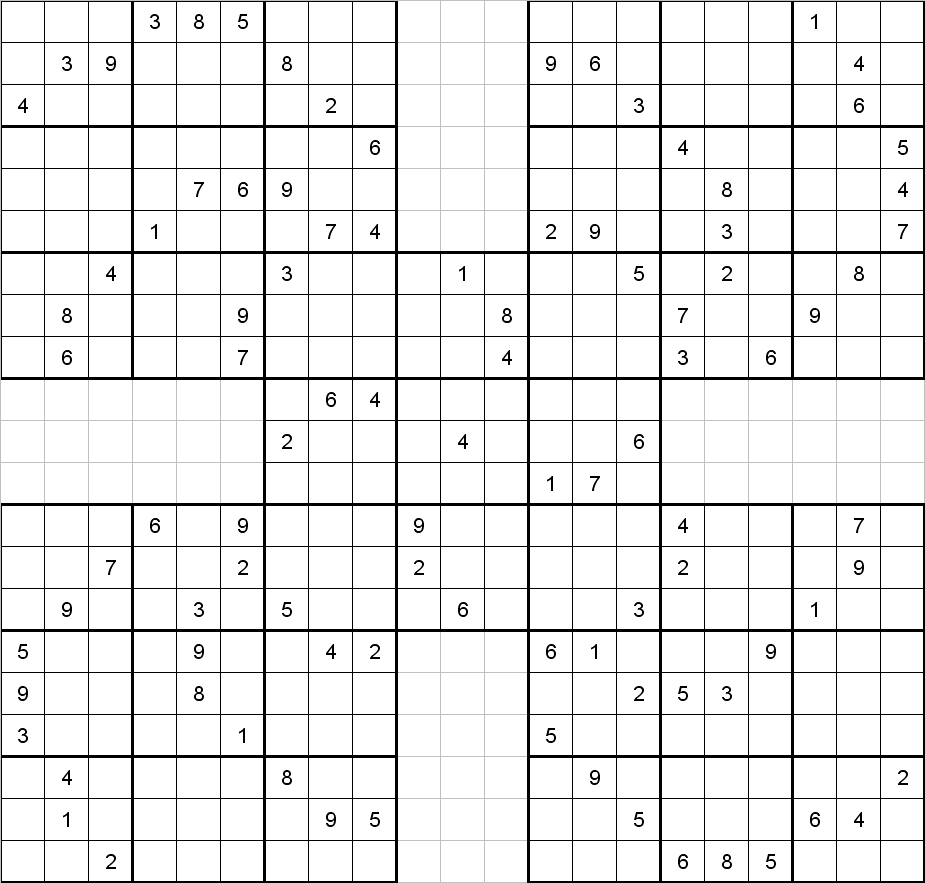 3 8 5 1
3 9 8 9 6 4
4 2 3 6
6 4 5
7 6 9 8 4
1 7 4 2 9 3 7
4 3 1 5 2 8
8 9 8 7 9
6 7 4 3 6
6 4
2 4 6
1 7
6 9 9 4 7
7 2 2 2 9
9 3 5 6 3 1
5 9 4 2 6 1 9
9 8 2 5 3
3 1 5
4 8 9 2
1 9 5 5 6 4
2 6 8 5